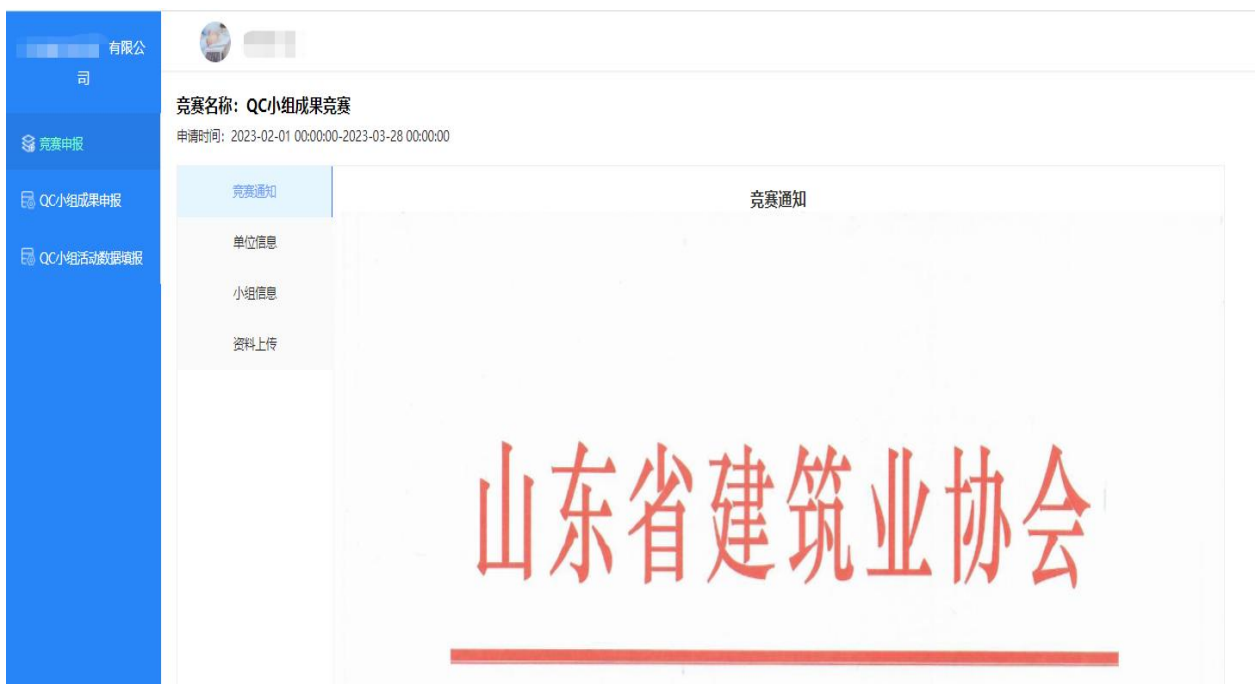 有限公
司
竞赛申报
QC小组成果申报
QC小组活动数据填报
竞赛名称：QC小组成果竞赛
申请时间：2023-02-01 00:00:00-2023-03-28 00:00:00
竞赛通知
单位信息
小组信息
资料上传
竞赛通知
山东省建筑业协会